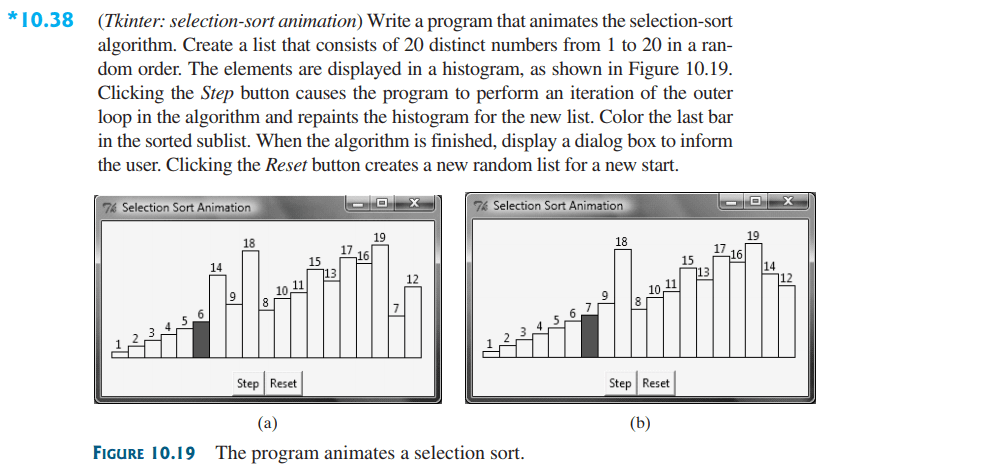 *10.38 (Tkinter: selection-sort animation) Write a program that animates the selection-sort
algorithm. Create a list that consists of 20 distinct numbers from 1 to 20 in a ran-
dom order. The elements are displayed in a histogram, as shown in Figure 10.19.
Clicking the Step button causes the program to perform an iteration of the outer
loop in the algorithm and repaints the histogram for the new list. Color the last bar
in the sorted sublist. When the algorithm is finished, display a dialog box to inform
the user. Clicking the Reset button creates a new random list for a new start.
Selection Sort Animation
1 2 3 4 5 6 14 9 18 8 10 11 15 13 17 16 19 7 12
Step Reset
(a)
Selection Sort Animation
1 2 3 4 5 6 7 9 18 8 10 11 15 13 17 16 19 14 12
Step Reset
(b)
FIGURE 10.19 The program animates a selection sort.